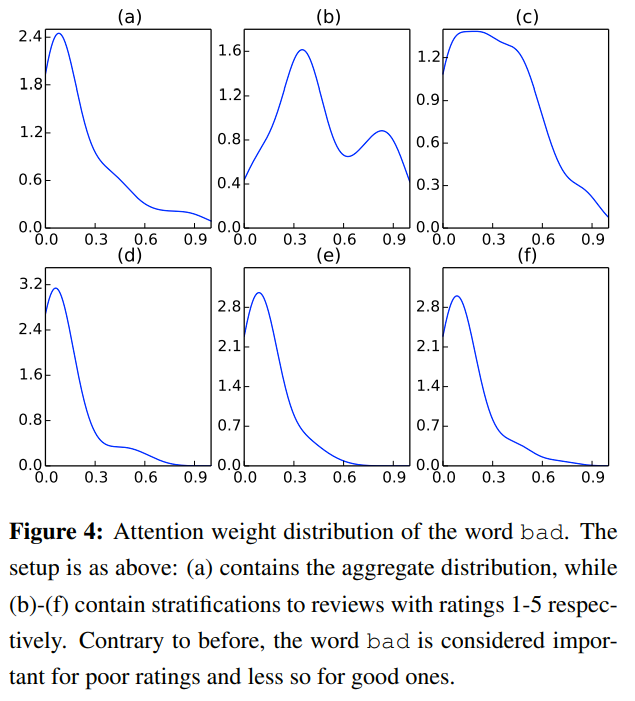 (a) (b) (c)
2.4 1.8 1.2 0.6 0.0
1.6 1.2 0.8 0.4 0.0
1.2 0.9 0.6 0.3 0.0
0.0 0.3 0.6 0.9 0.0 0.3 0.6 0.9 0.0 0.3 0.6 0.9
(d) (e) (f)
3.2 2.4 1.6 0.8 0.0
2.8 2.1 1.4 0.7 0.0
2.8 2.1 1.4 0.7 0.0
0.0 0.3 0.6 0.9 0.0 0.3 0.6 0.9 0.0 0.3 0.6 0.9
Figure 4: Attention weight distribution of the word bad. The
setup is as above: (a) contains the aggregate distribution, while
(b)-(f) contain stratifications to reviews with ratings 1-5 respec-
tively. Contrary to before, the word bad is considered impor-
tant for poor ratings and less so for good ones.